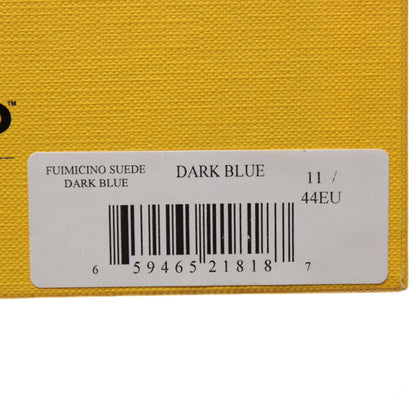 FUIMICINO SUEDE
DARK BLUE
DARK BLUE
11 /
44EU
6 59465 21818 7